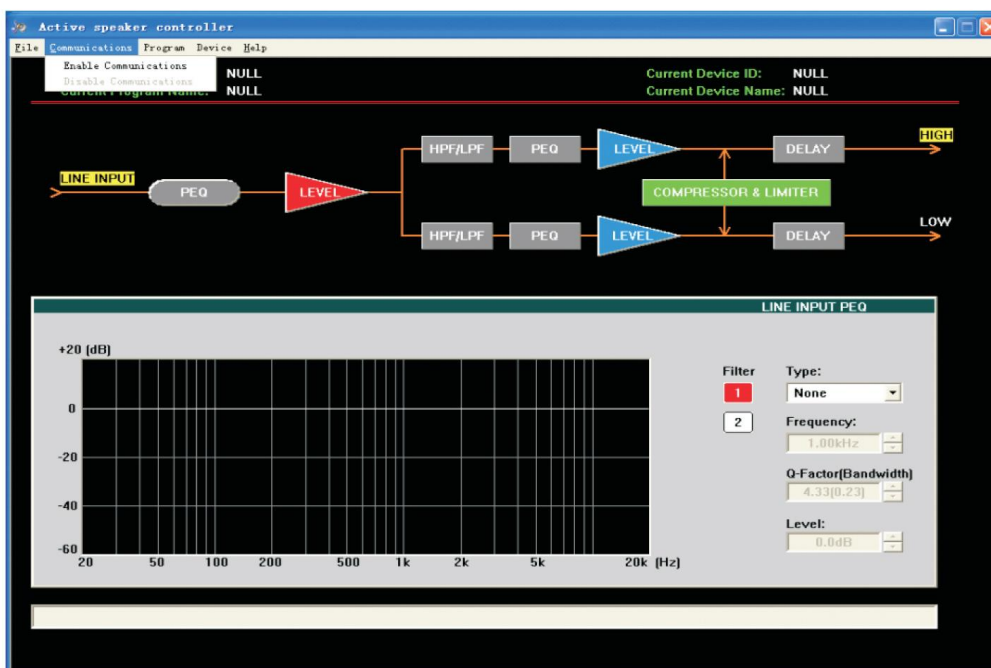 Active speaker controller
File Communications Program Device Help
Enable Communications
Disable Communications
NULL
Current Program Name: NULL
Current Device ID: NULL
Current Device Name: NULL
HIGH
HPF/LPF PEQ LEVEL DELAY
LINE INPUT
PEQ LEVEL COMPRESSOR & LIMITER
LOW
HPF/LPF PEQ LEVEL DELAY
LINE INPUT PEQ
+20 (dB)
0
-20
-40
-60
20 50 100 200 500 1k 2k 5k 20k (Hz)
Filter
1
2
Type:
None
Frequency:
1.00kHz
Q-Factor(Bandwidth)
4.33(0.23)
Level:
0.0dB